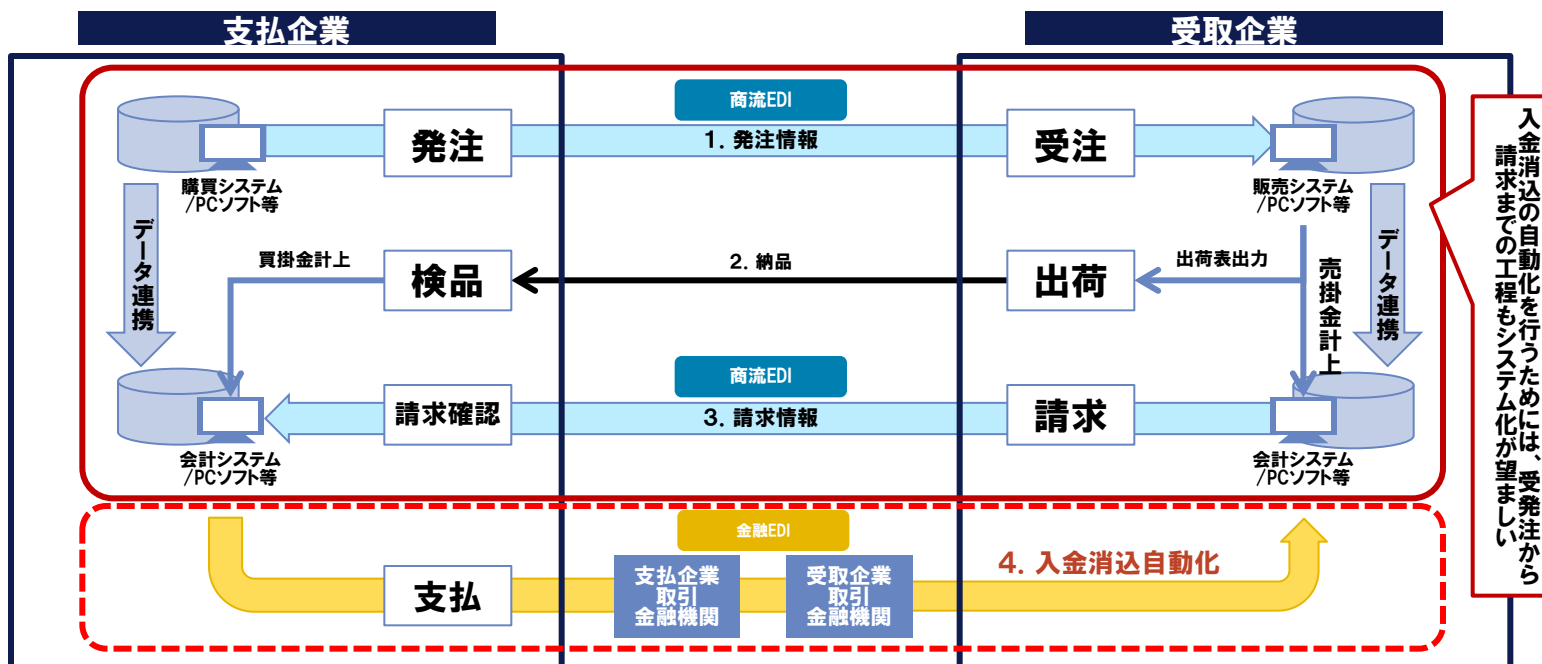 支払企業
受取企業
商流EDI
発注
1. 発注情報
受注
購買システム
/PCソフト等
販売システム
/PCソフト等
データ連携
買掛金計上
検品
2. 納品
出荷
出荷表出力
売掛金計上
データ連携
商流EDI
請求確認
3. 請求情報
請求
会計システム
/PCソフト等
会計システム
/PCソフト等
入金消込の自動化を行うためには、受発注から
請求までの工程もシステム化が望ましい
金融EDI
支払
支払企業
取引
金融機関
受取企業
取引
金融機関
4. 入金消込自動化